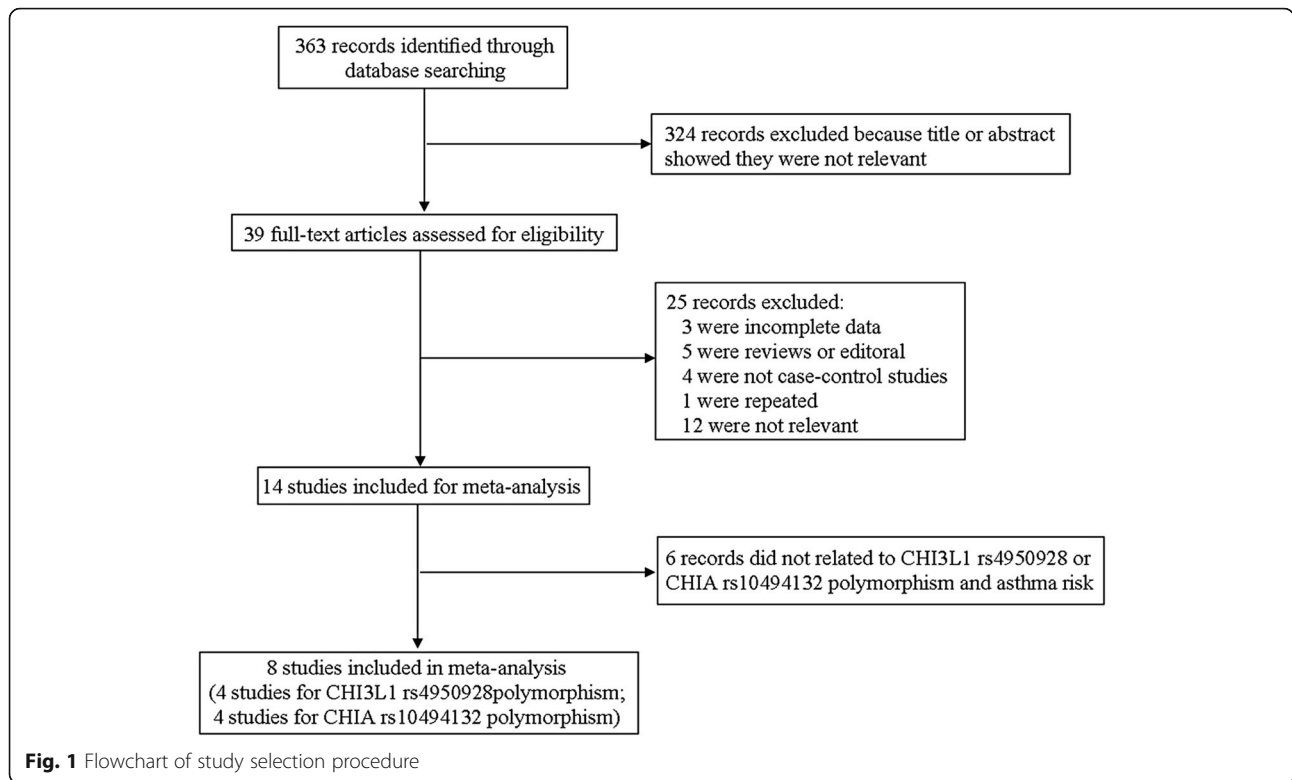 363 records identified through
database searching
324 records excluded because title or abstract
showed they were not relevant
39 full-text articles assessed for eligibility
25 records excluded:
3 were incomplete data
5 were reviews or editoral
4 were not case-control studies
1 were repeated
12 were not relevant
14 studies included for meta-analysis
6 records did not related to CHI3L1 rs4950928 or
CHIA rs10494132 polymorphism and asthma risk
8 studies included in meta-analysis
(4 studies for CHI3L1 rs4950928polymorphism;
4 studies for CHIA rs10494132 polymorphism)
Fig. 1 Flowchart of study selection procedure